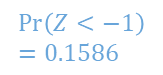 Pr(Z < −1)
= 0.1586